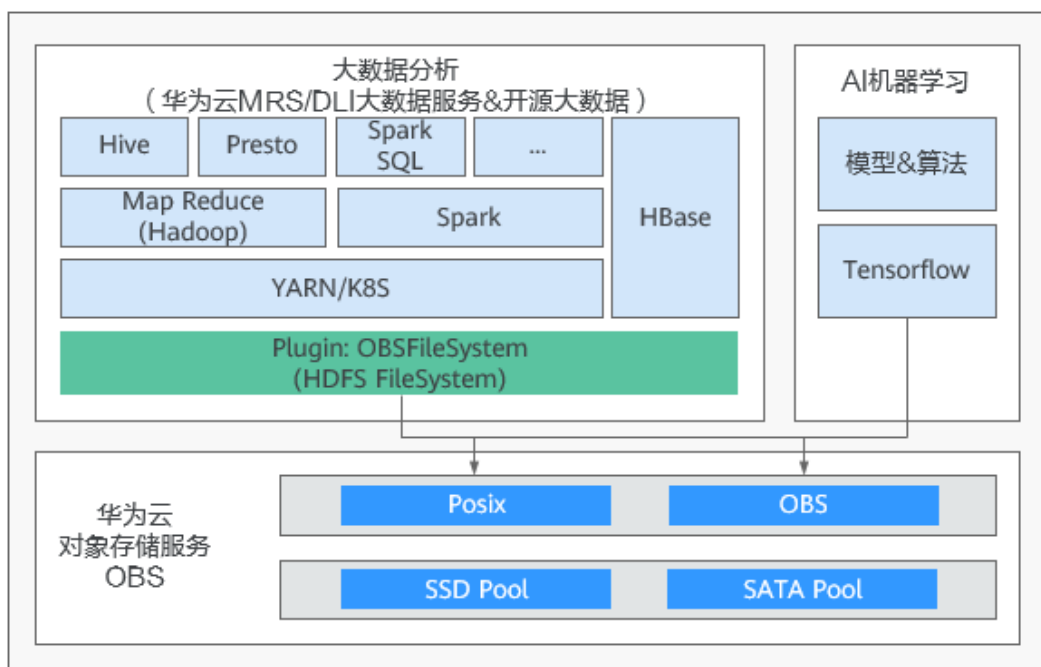 大数据分析
（华为云MRS/DLI大数据服务&开源大数据）
Hive
Presto
Spark
SQL
...
Map Reduce
(Hadoop)
Spark
HBase
YARN/K8S
Plugin: OBSFileSystem
(HDFS FileSystem)
AI机器学习
模型&算法
Tensorflow
华为云
对象存储服务
OBS
Posix
OBS
SSD Pool
SATA Pool